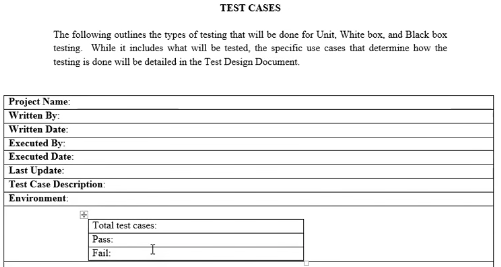 TEST CASES
The following outlines the types of testing that will be done for Unit, White box, and Black box
testing. While it includes what will be tested, the specific use cases that determine how the
testing is done will be detailed in the Test Design Document.
Project Name:
Written By:
Written Date:
Executed By:
Executed Date:
Last Update:
Test Case Description:
Environment:
Total test cases:
Pass:
Fail: